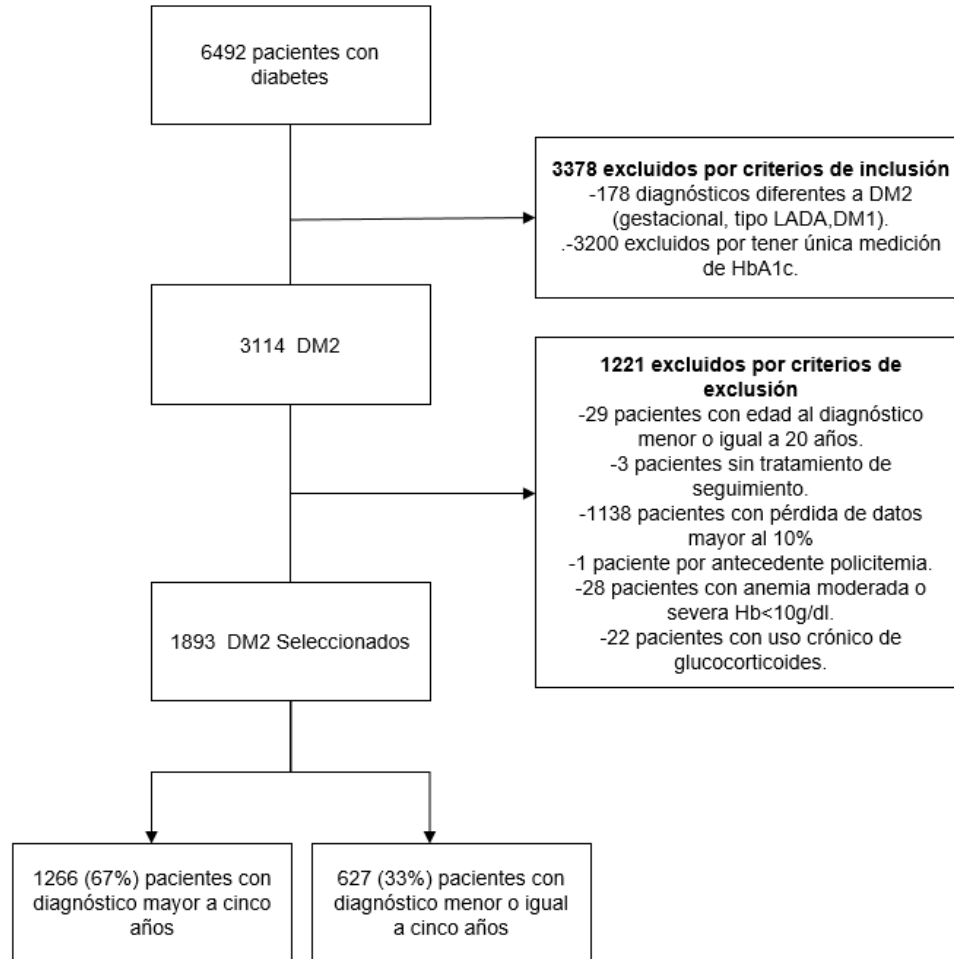 6492 pacientes con
diabetes
3378 excluidos por criterios de inclusión
-178 diagnósticos diferentes a DM2
(gestacional, tipo LADA,DM1).
.-3200 excluidos por tener única medición
de HbA1c.
3114  DM2
1221 excluidos por criterios de
exclusión
-29 pacientes con edad al diagnóstico
menor o igual a 20 años.
-3 pacientes sin tratamiento de
seguimiento.
-1138 pacientes con pérdida de datos
mayor al 10%
-1 paciente por antecedente policitemia.
-28 pacientes con anemia moderada o
severa Hb<10g/dl.
-22 pacientes con uso crónico de
glucocorticoides.
1893  DM2 Seleccionados
1266 (67%) pacientes con
diagnóstico mayor a cinco
años
627 (33%) pacientes con
diagnóstico menor o igual
a cinco años